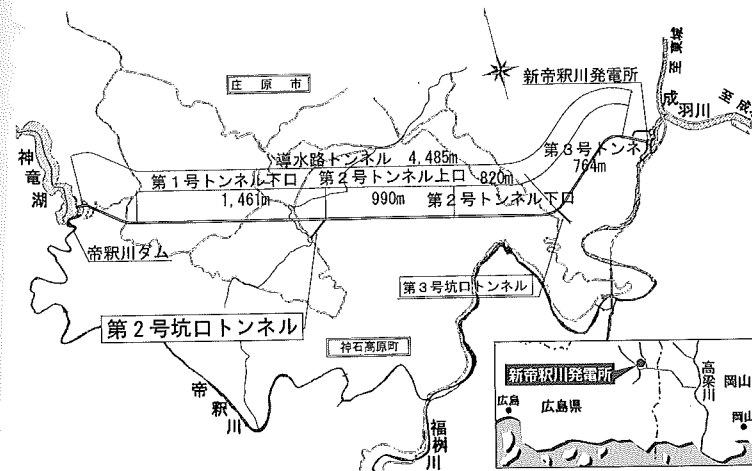 至東城
新帝釈川発電所
庄原市
成羽川
至成
神竜湖
導水路トンネル 4,485m
第3号トンネル
764m
第1号トンネル下口
第2号トンネル上口
820m
1,461m
990m
第2号トンネル下口
帝釈川ダム
第3号坑口トンネル
第2号坑口トンネル
神石高原町
帝釈川
福桝川
新帝釈川発電所
高梁川
岡山
広島
広島県
岡山